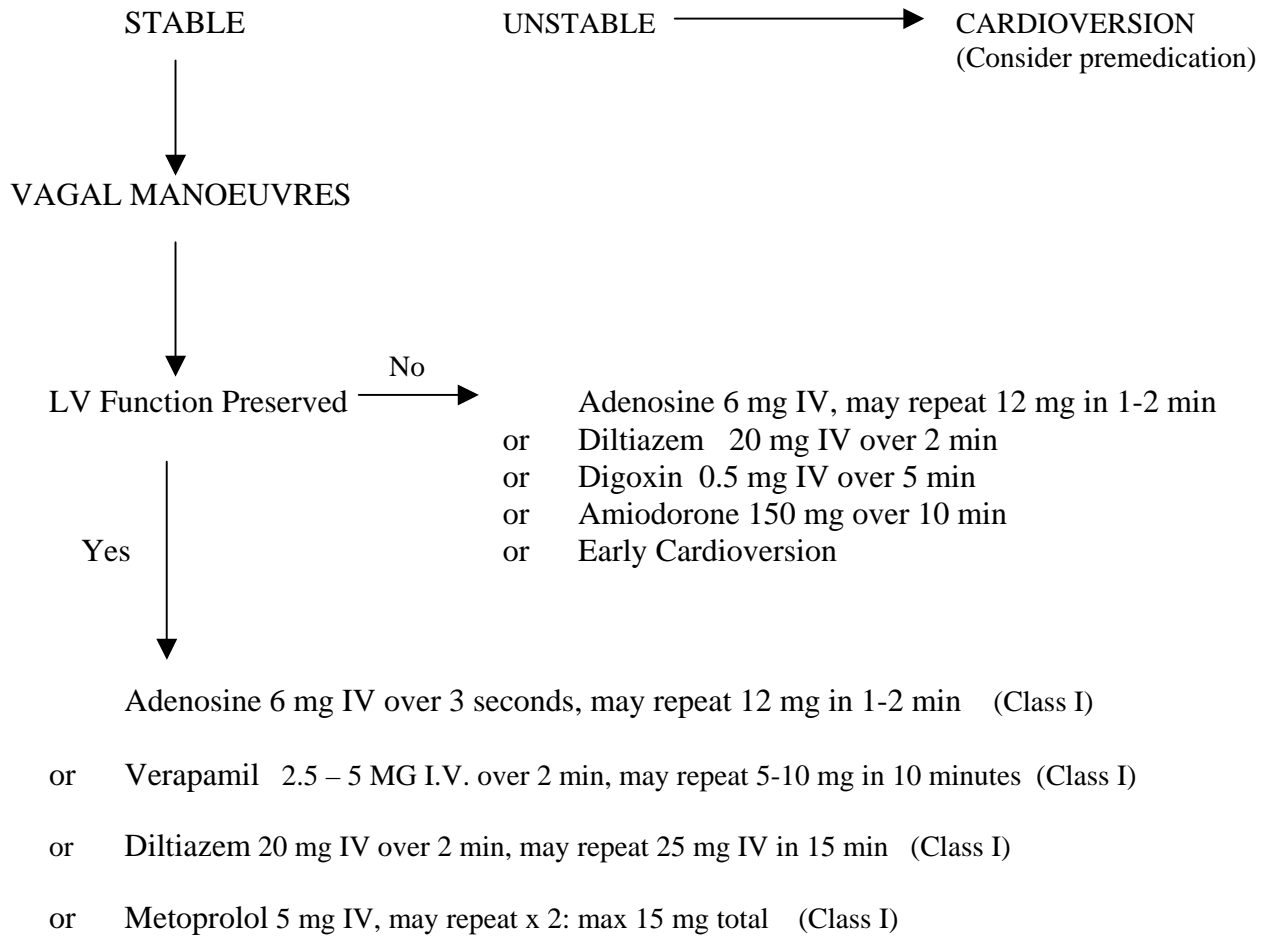 STABLE UNSTABLE CARDIOVERSION
(Consider premedication)
VAGAL MANOEUVRES
No
LV Function Preserved Adenosine 6 mg IV, may repeat 12 mg in 1-2 min
or Diltiazem 20 mg IV over 2 min
or Digoxin 0.5 mg IV over 5 min
or Amiodorone 150 mg over 10 min
Yes or Early Cardioversion
Adenosine 6 mg IV over 3 seconds, may repeat 12 mg in 1-2 min (Class I)
or Verapamil 2.5 – 5 MG I.V. over 2 min, may repeat 5-10 mg in 10 minutes (Class I)
or Diltiazem 20 mg IV over 2 min, may repeat 25 mg IV in 15 min (Class I)
or Metoprolol 5 mg IV, may repeat x 2: max 15 mg total (Class I)